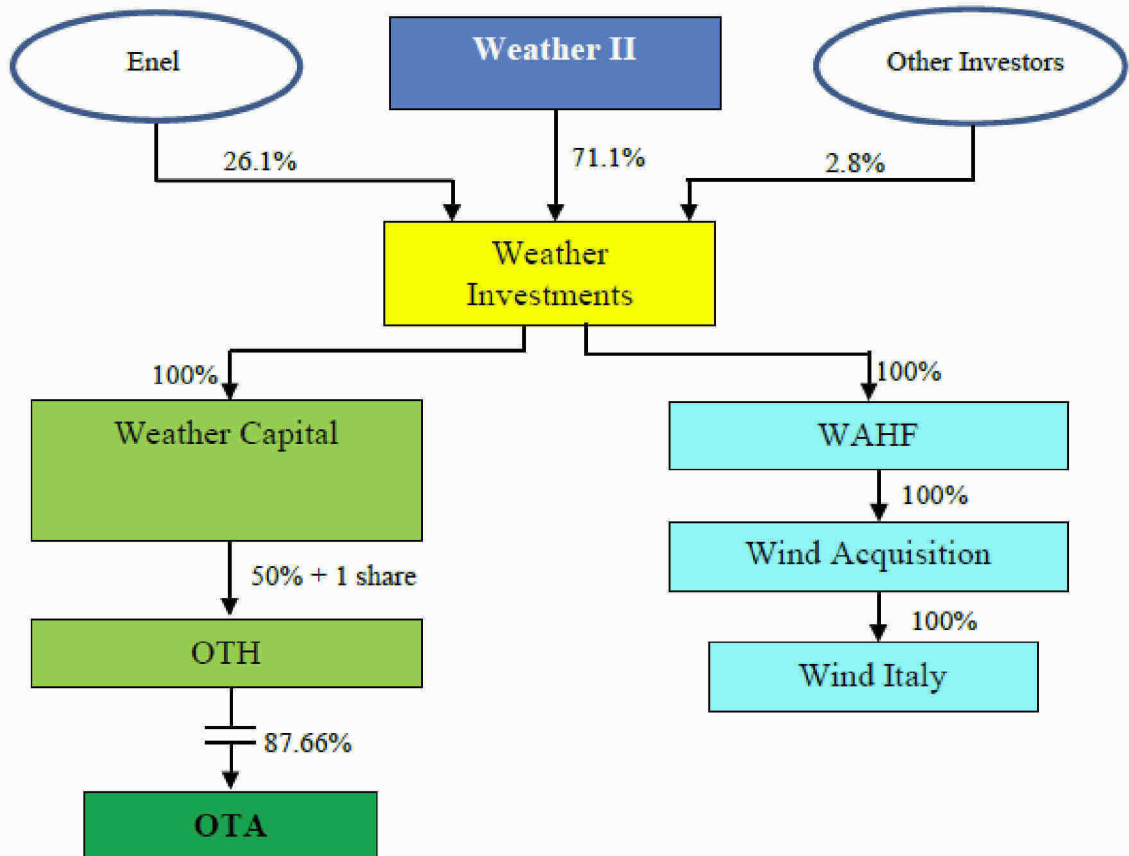 Enel
Weather II
Other Investors
26.1%
71.1%
2.8%
Weather
Investments
100%
100%
Weather Capital
WAHF
100%
Wind Acquisition
50% + 1 share
100%
OTH
Wind Italy
87.66%
OTA